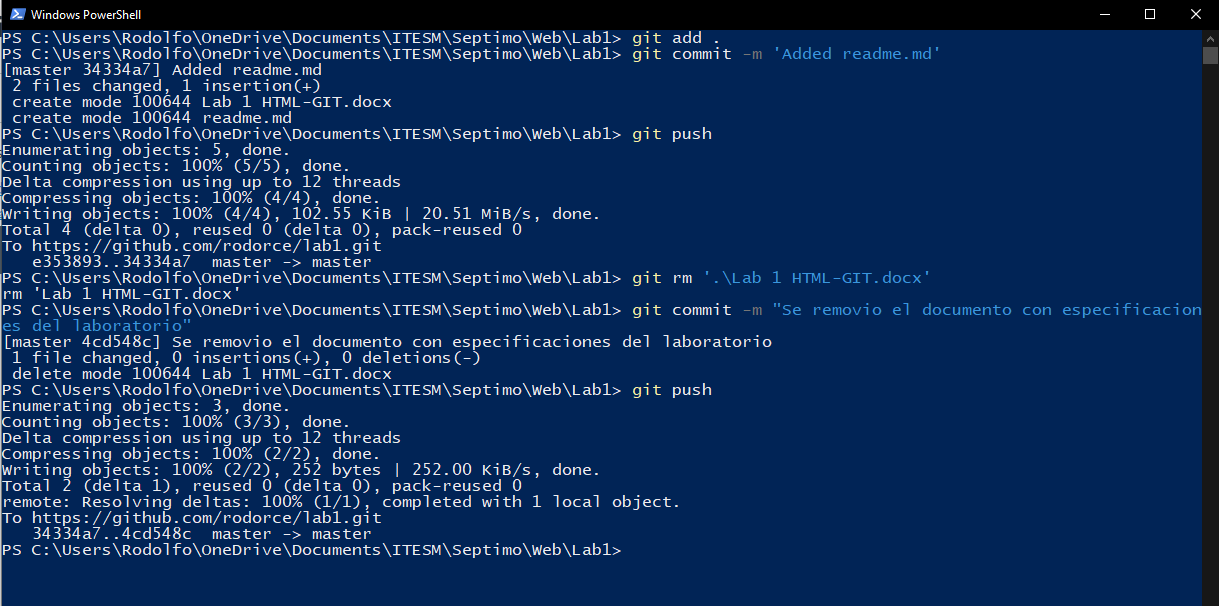 Windows PowerShell
PS C:\Users\Rodolfo\OneDrive\Documents\ITESM\Septimo\Web\Lab1> git add .
PS C:\Users\Rodolfo\OneDrive\Documents\ITESM\Septimo\Web\Lab1> git commit -m 'Added readme.md'
[master 34334a7] Added readme.md
 2 files changed, 1 insertion(+)
 create mode 100644 Lab 1 HTML-GIT.docx
 create mode 100644 readme.md
PS C:\Users\Rodolfo\OneDrive\Documents\ITESM\Septimo\Web\Lab1> git push
Enumerating objects: 5, done.
Counting objects: 100% (5/5), done.
Delta compression using up to 12 threads
Compressing objects: 100% (4/4), done.
Writing objects: 100% (4/4), 102.55 KiB | 20.51 MiB/s, done.
Total 4 (delta 0), reused 0 (delta 0), pack-reused 0
To https://github.com/rodorce/lab1.git
   e353893..34334a7  master -> master
PS C:\Users\Rodolfo\OneDrive\Documents\ITESM\Septimo\Web\Lab1> git rm '.\Lab 1 HTML-GIT.docx'
rm 'Lab 1 HTML-GIT.docx'
PS C:\Users\Rodolfo\OneDrive\Documents\ITESM\Septimo\Web\Lab1> git commit -m "Se removio el documento con especificacion
es del laboratorio"
[master 4cd548c] Se removio el documento con especificaciones del laboratorio
 1 file changed, 0 insertions(+), 0 deletions(-)
 delete mode 100644 Lab 1 HTML-GIT.docx
PS C:\Users\Rodolfo\OneDrive\Documents\ITESM\Septimo\Web\Lab1> git push
Enumerating objects: 3, done.
Counting objects: 100% (3/3), done.
Delta compression using up to 12 threads
Compressing objects: 100% (2/2), done.
Writing objects: 100% (2/2), 252 bytes | 252.00 KiB/s, done.
Total 2 (delta 1), reused 0 (delta 0), pack-reused 0
remote: Resolving deltas: 100% (1/1), completed with 1 local object.
To https://github.com/rodorce/lab1.git
   34334a7..4cd548c  master -> master
PS C:\Users\Rodolfo\OneDrive\Documents\ITESM\Septimo\Web\Lab1>